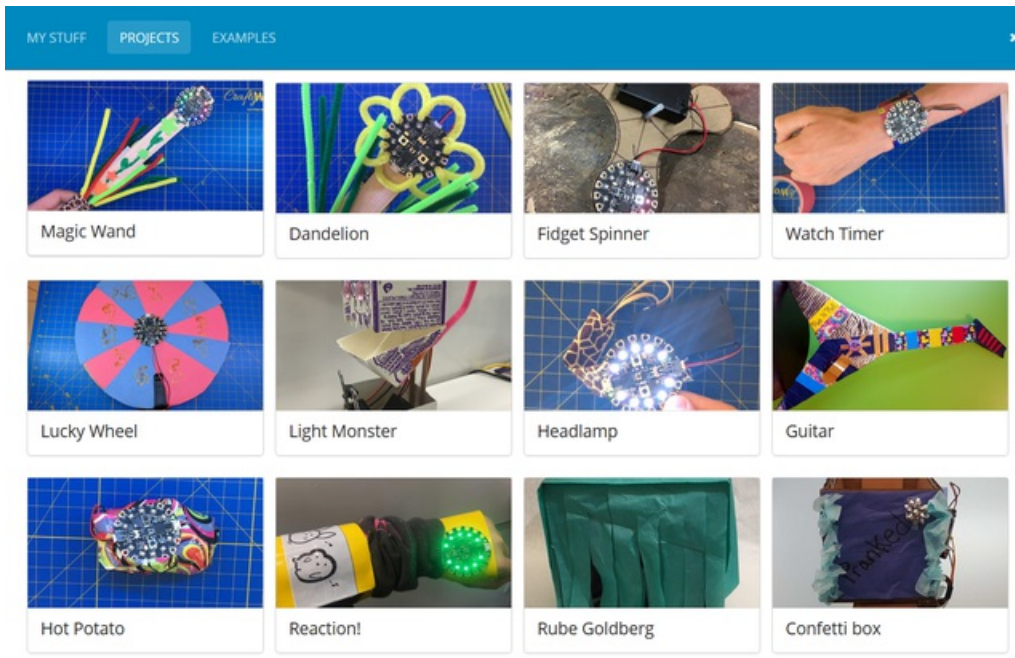 MY STUFF PROJECTS EXAMPLES
Magic Wand Dandelion Fidget Spinner Watch Timer
Lucky Wheel Light Monster Headlamp Guitar
Pranked
Hot Potato Reaction! Rube Goldberg Confetti box